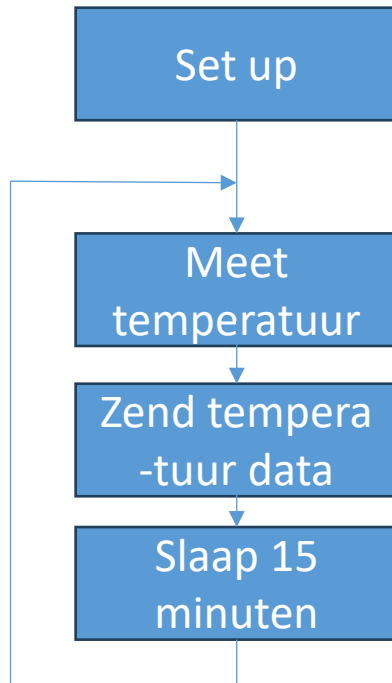 Set up
Meet
temperatuur
Zend tempera
-tuur data
Slaap 15
minuten